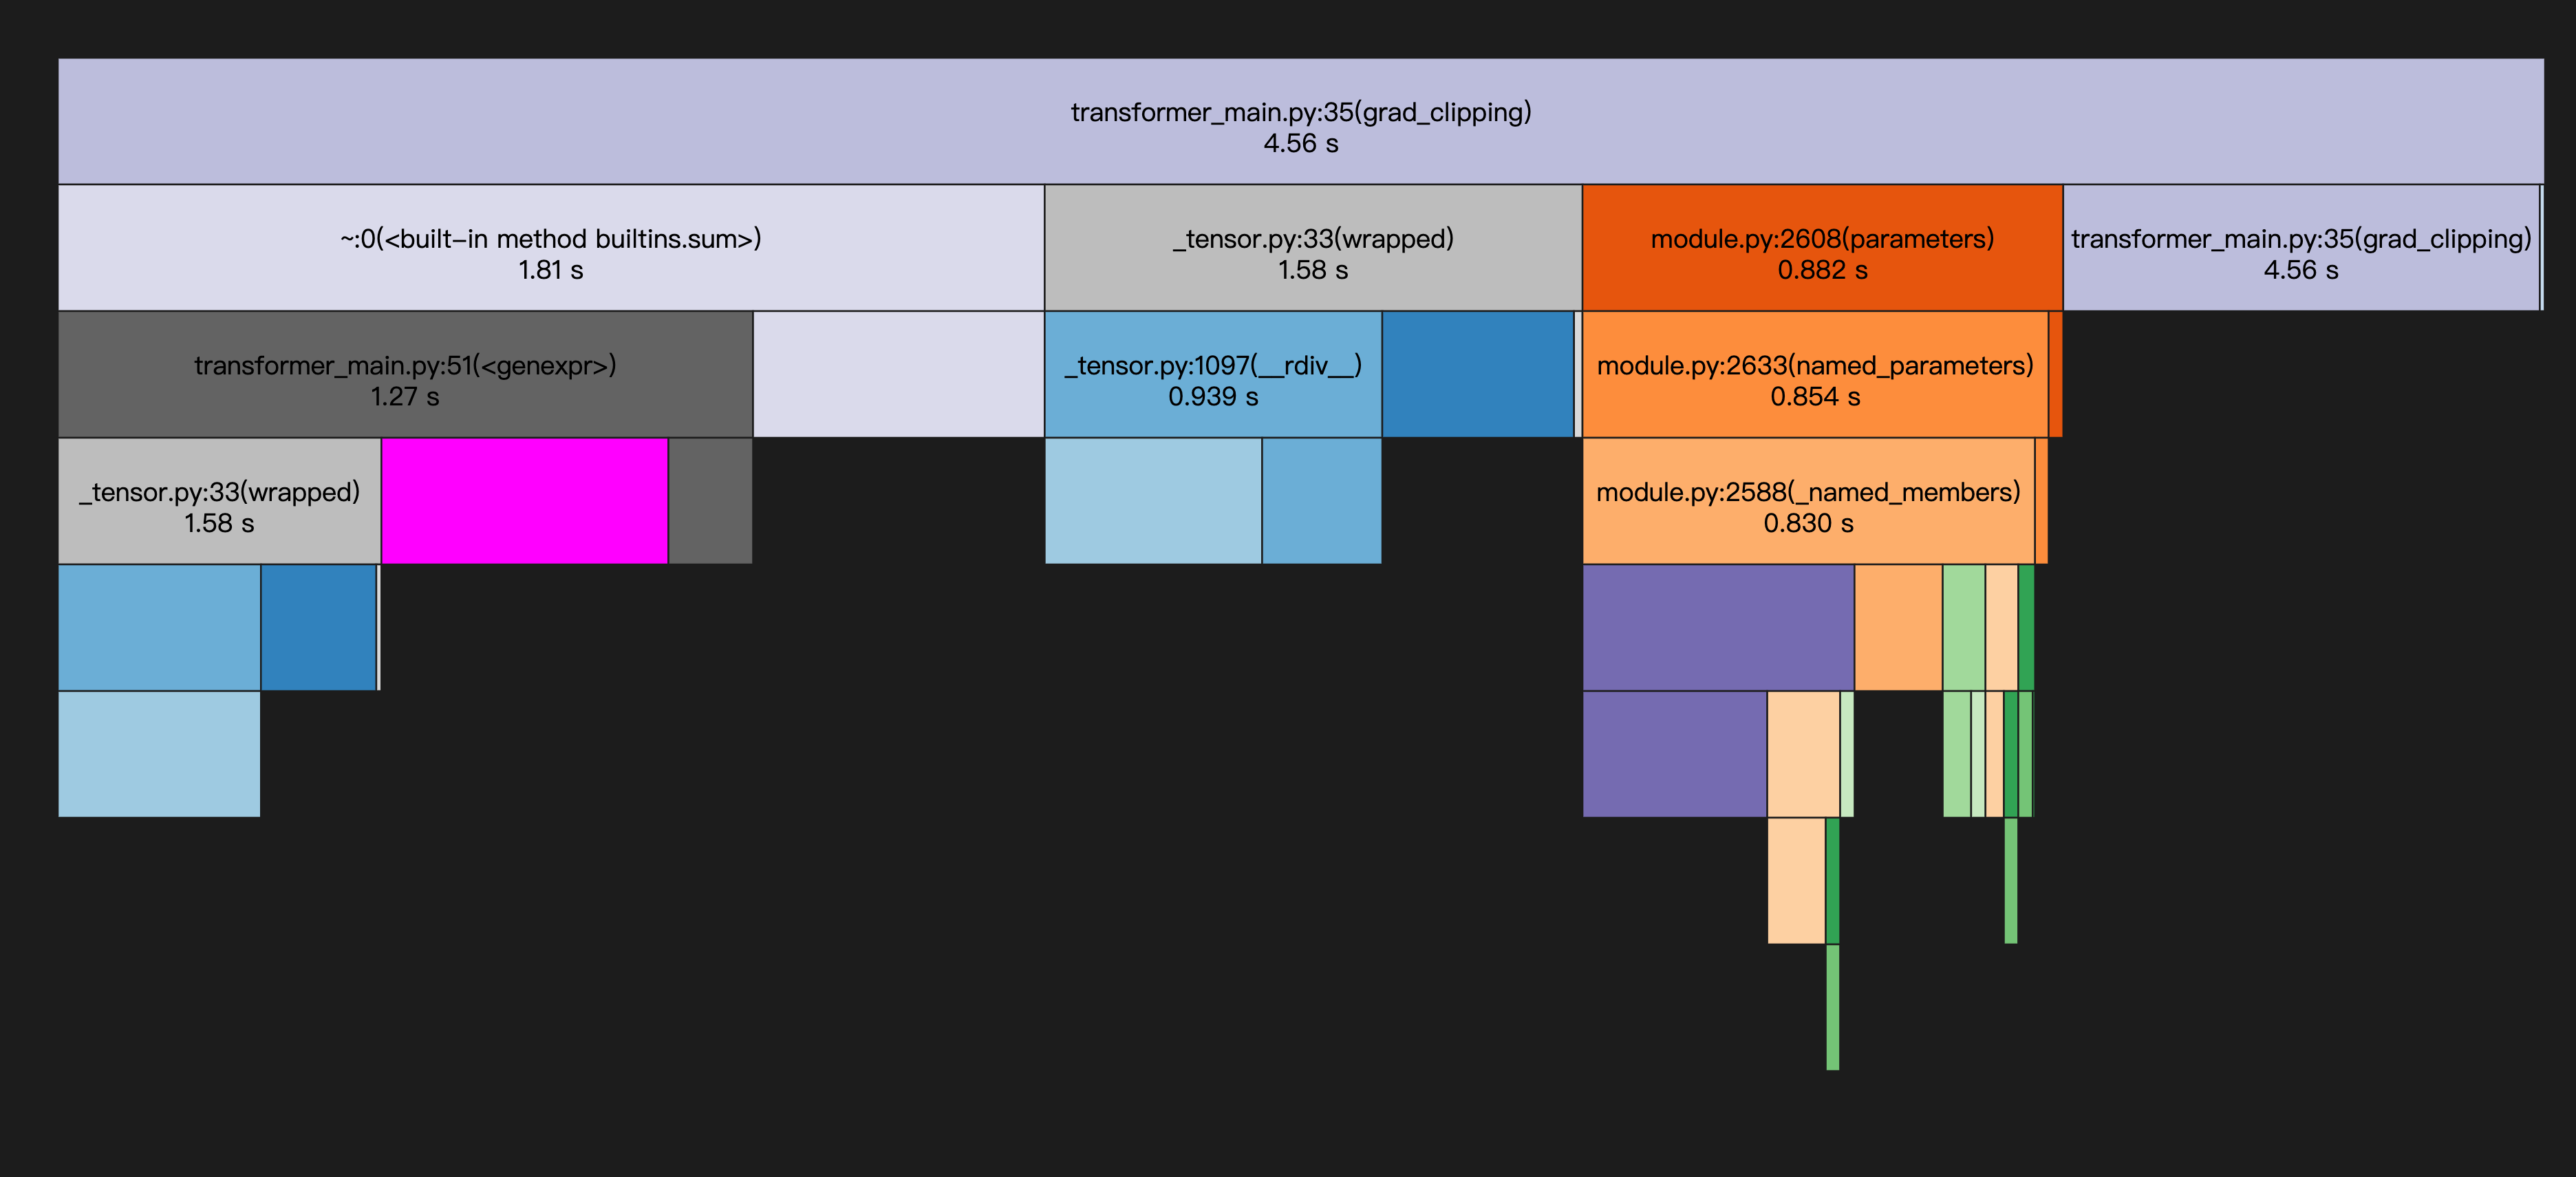 transformer_main.py:35(grad_clipping)
4.56 s
~:0(<built-in method builtins.sum>)
1.81 s
_tensor.py:33(wrapped)
1.58 s
module.py:2608(parameters)
0.882 s
transformer_main.py:35(grad_clipping)
4.56 s
transformer_main.py:51(<genexpr>)
1.27 s
_tensor.py:1097(__rdiv__)
0.939 s
module.py:2633(named_parameters)
0.854 s
_tensor.py:33(wrapped)
1.58 s
module.py:2588(_named_members)
0.830 s